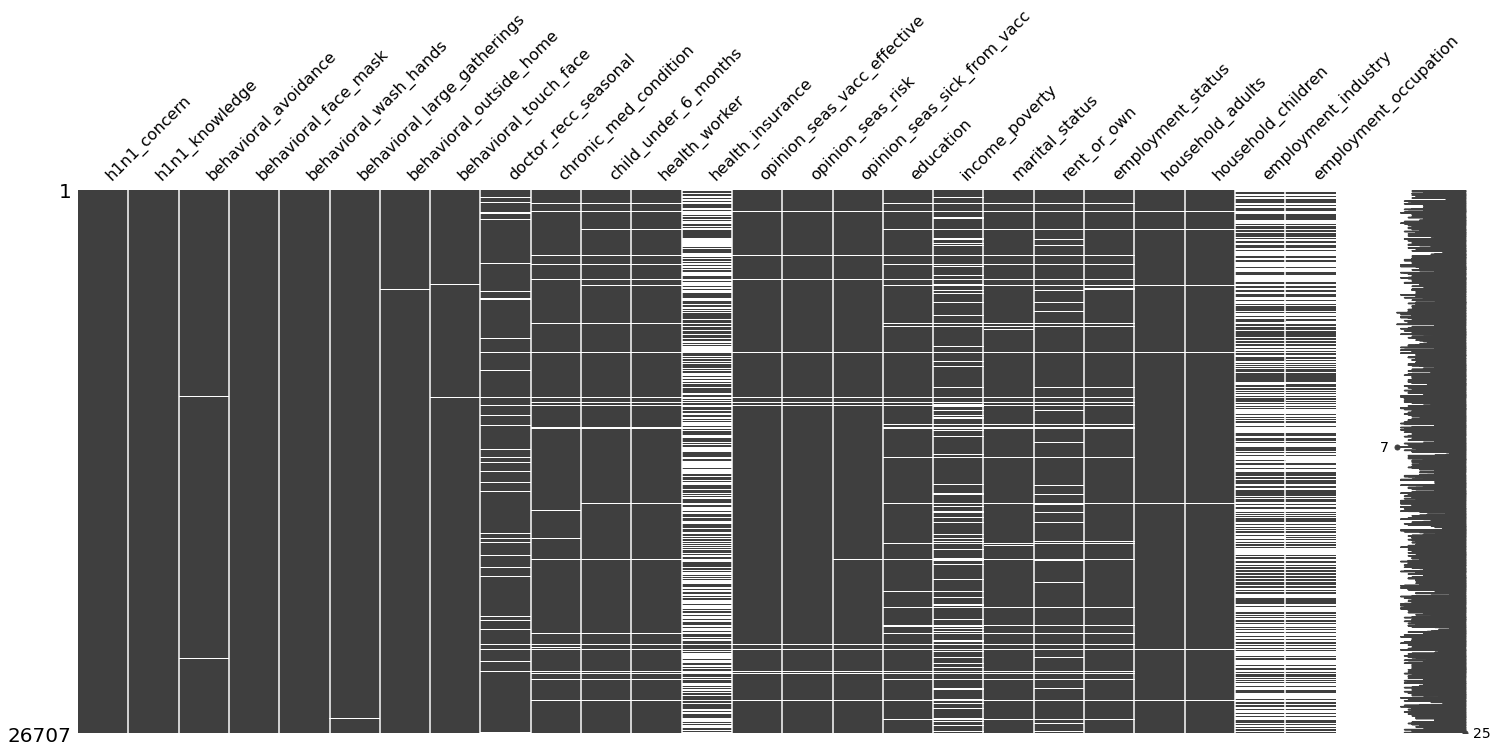 h1n1_concern
h1n1_knowledge
behavioral_avoidance
behavioral_face_mask
behavioral_wash_hands
behavioral_large_gatherings
behavioral_outside_home
behavioral_touch_face
doctor_recc_seasonal
chronic_med_condition
child_under_6_months
health_worker
health_insurance
opinion_seas_vacc_effective
opinion_seas_risk
opinion_seas_sick_from_vacc
education
income_poverty
marital_status
rent_or_own
employment_status
household_adults
household_children
employment_industry
employment_occupation
1
7
26707
25